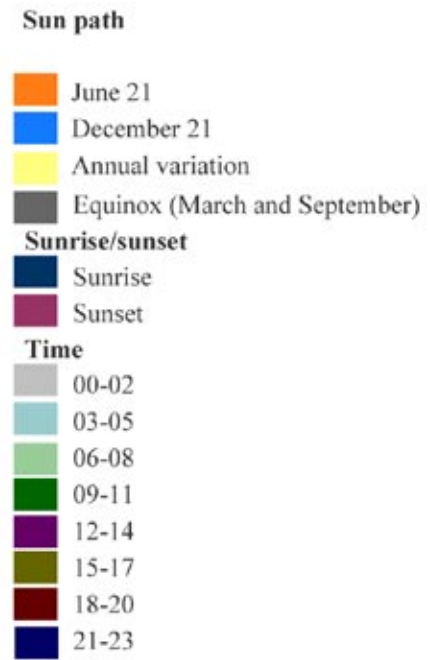 Sun path
June 21
December 21
Annual variation
Equinox (March and September)
Sunrise/sunset
Sunrise
Sunset
Time
00-02
03-05
06-08
09-11
12-14
15-17
18-20
21-23